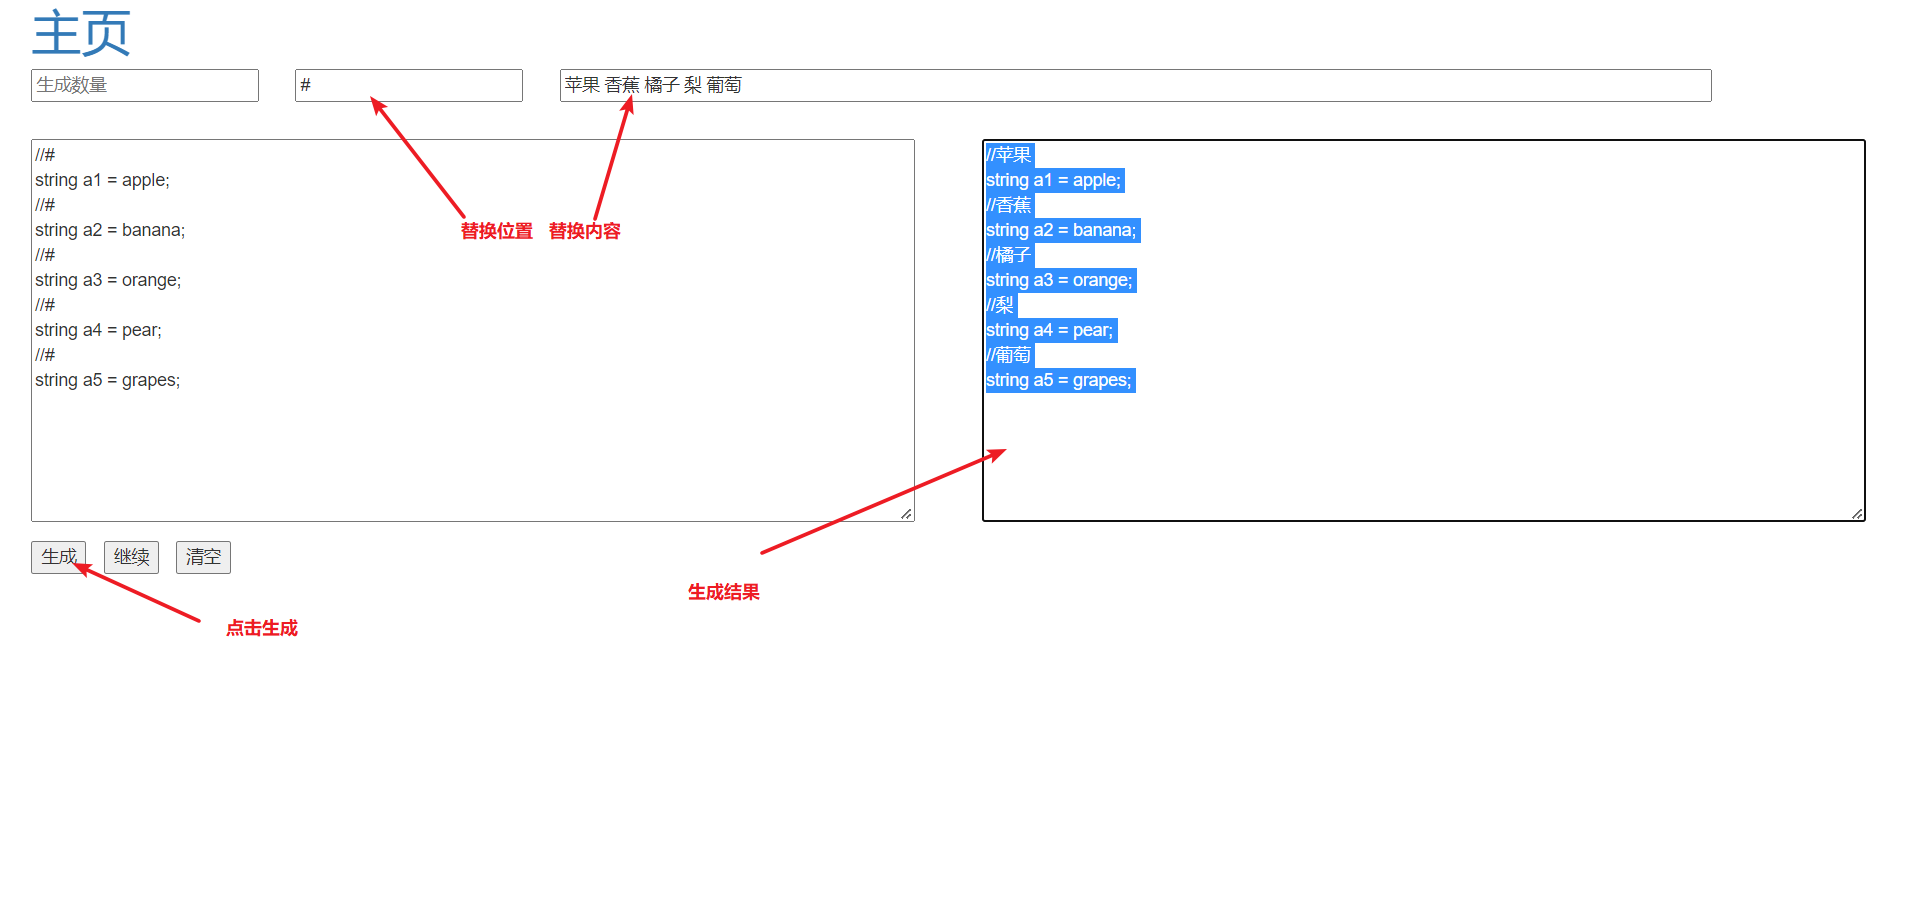 主页
生成数量
#
苹果 香蕉 橘子 梨 葡萄
//#
string a1 = apple;
//#
string a2 = banana;
//#
string a3 = orange;
//#
string a4 = pear;
//#
string a5 = grapes;
//苹果
string a1 = apple;
//香蕉
string a2 = banana;
//橘子
string a3 = orange;
//梨
string a4 = pear;
//葡萄
string a5 = grapes;
替换位置 替换内容
生成 继续 清空
生成结果
点击生成